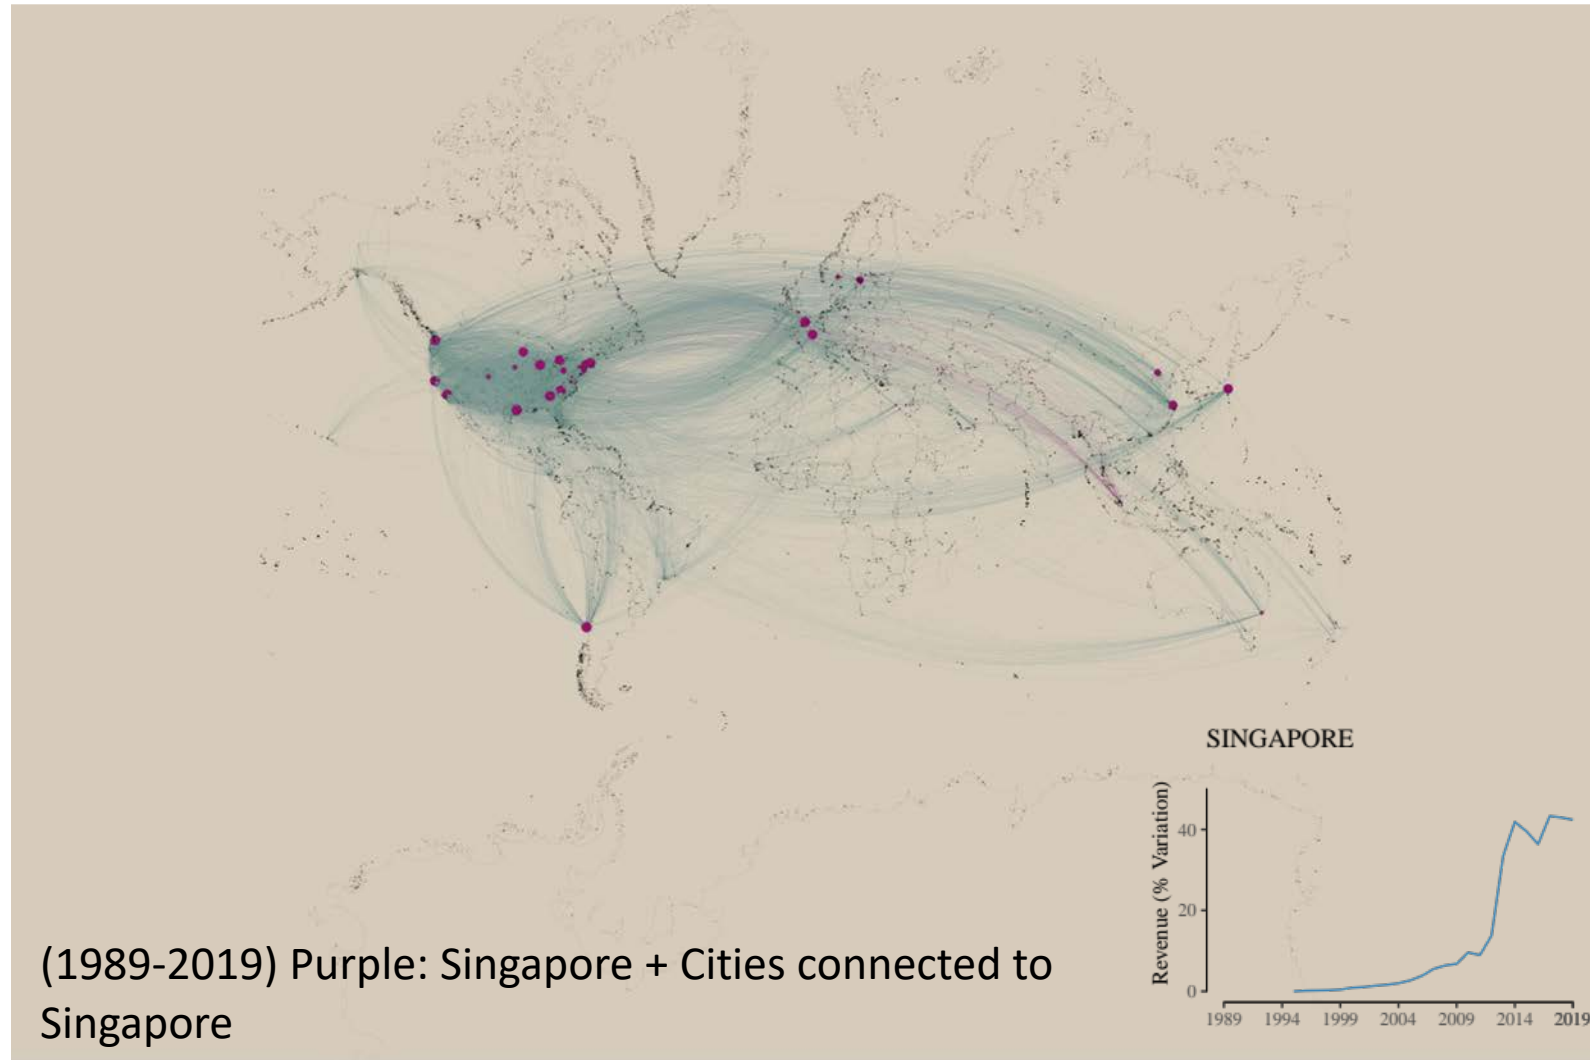 SINGAPORE
Revenue (% Variation)
40
20
0
1989 1994 1999 2004 2009 2014 2019
(1989-2019) Purple: Singapore + Cities connected to
Singapore